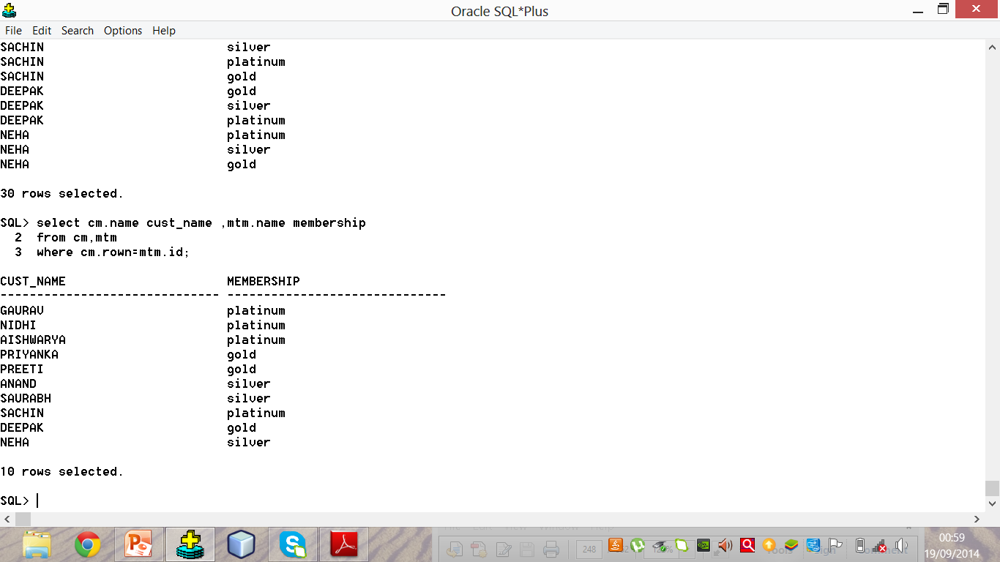 Oracle SQL*Plus
File Edit Search Options Help
SACHIN silver
SACHIN platinum
SACHIN gold
DEEPAK gold
DEEPAK silver
DEEPAK platinum
NEHA platinum
NEHA silver
NEHA gold
30 rows selected.
SQL> select cm.name cust_name ,mtm.name membership
2 from cm,mtm
3 where cm.rown=mtm.id;
CUST_NAME MEMBERSHIP
------------------------------ ------------------------------
GAURAV platinum
NIDHI platinum
AISHWARYA platinum
PRIYANKA gold
PREETI gold
ANAND silver
SAURABH silver
SACHIN platinum
DEEPAK gold
NEHA silver
10 rows selected.
SQL>
248
00:59
19/09/2014